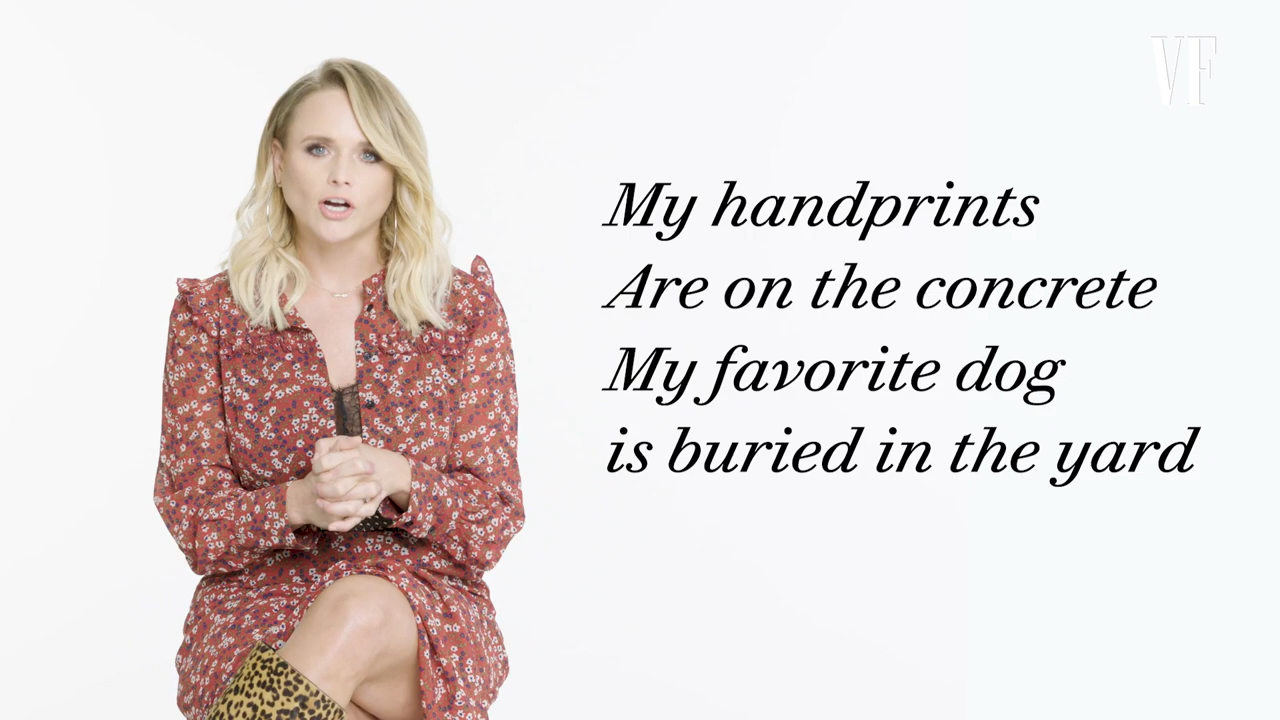 VF
My handprints
Are on the concrete
My favorite dog
is buried in the yard